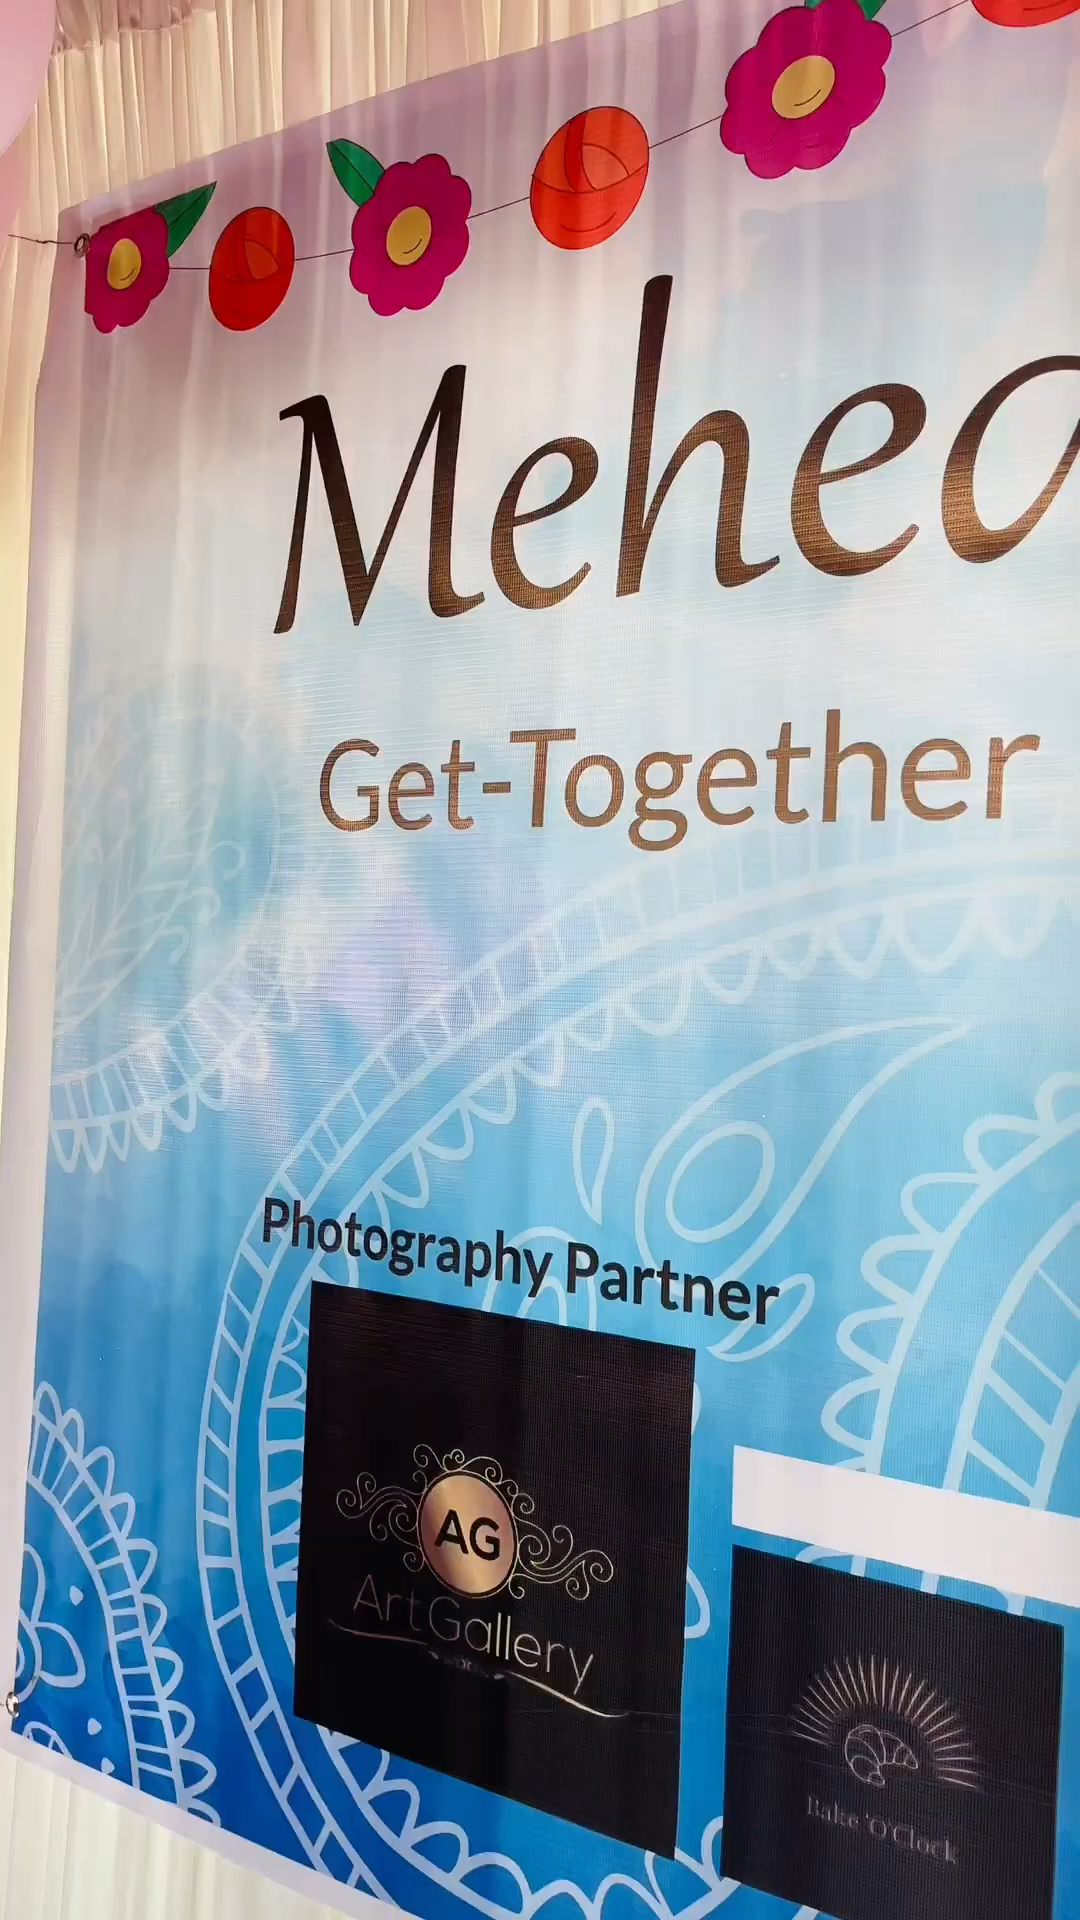 Mehed
Get-Together
Photography Partner
AG
Art Gallery
Bake 'O'Clock